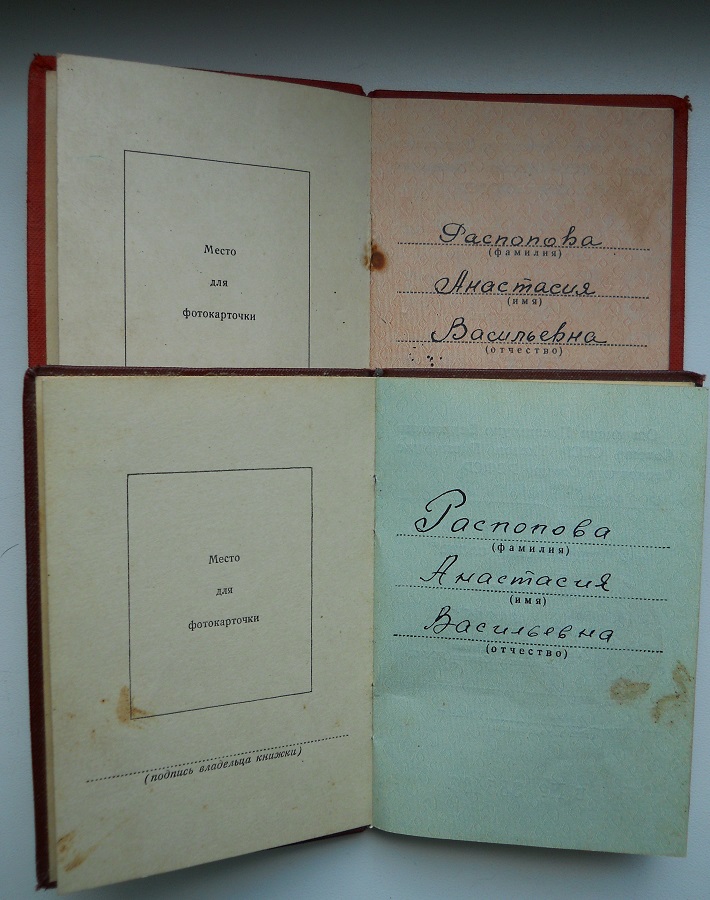 Место
для
фотокарточки
Распопова
(фамилия)
Анастасия
(имя)
Васильевна
(отчество)
Место
для
фотокарточки
(подпись владельца книжки)
Распопова
(фамилия)
Анастасия
(имя)
Васильевна
(отчество)